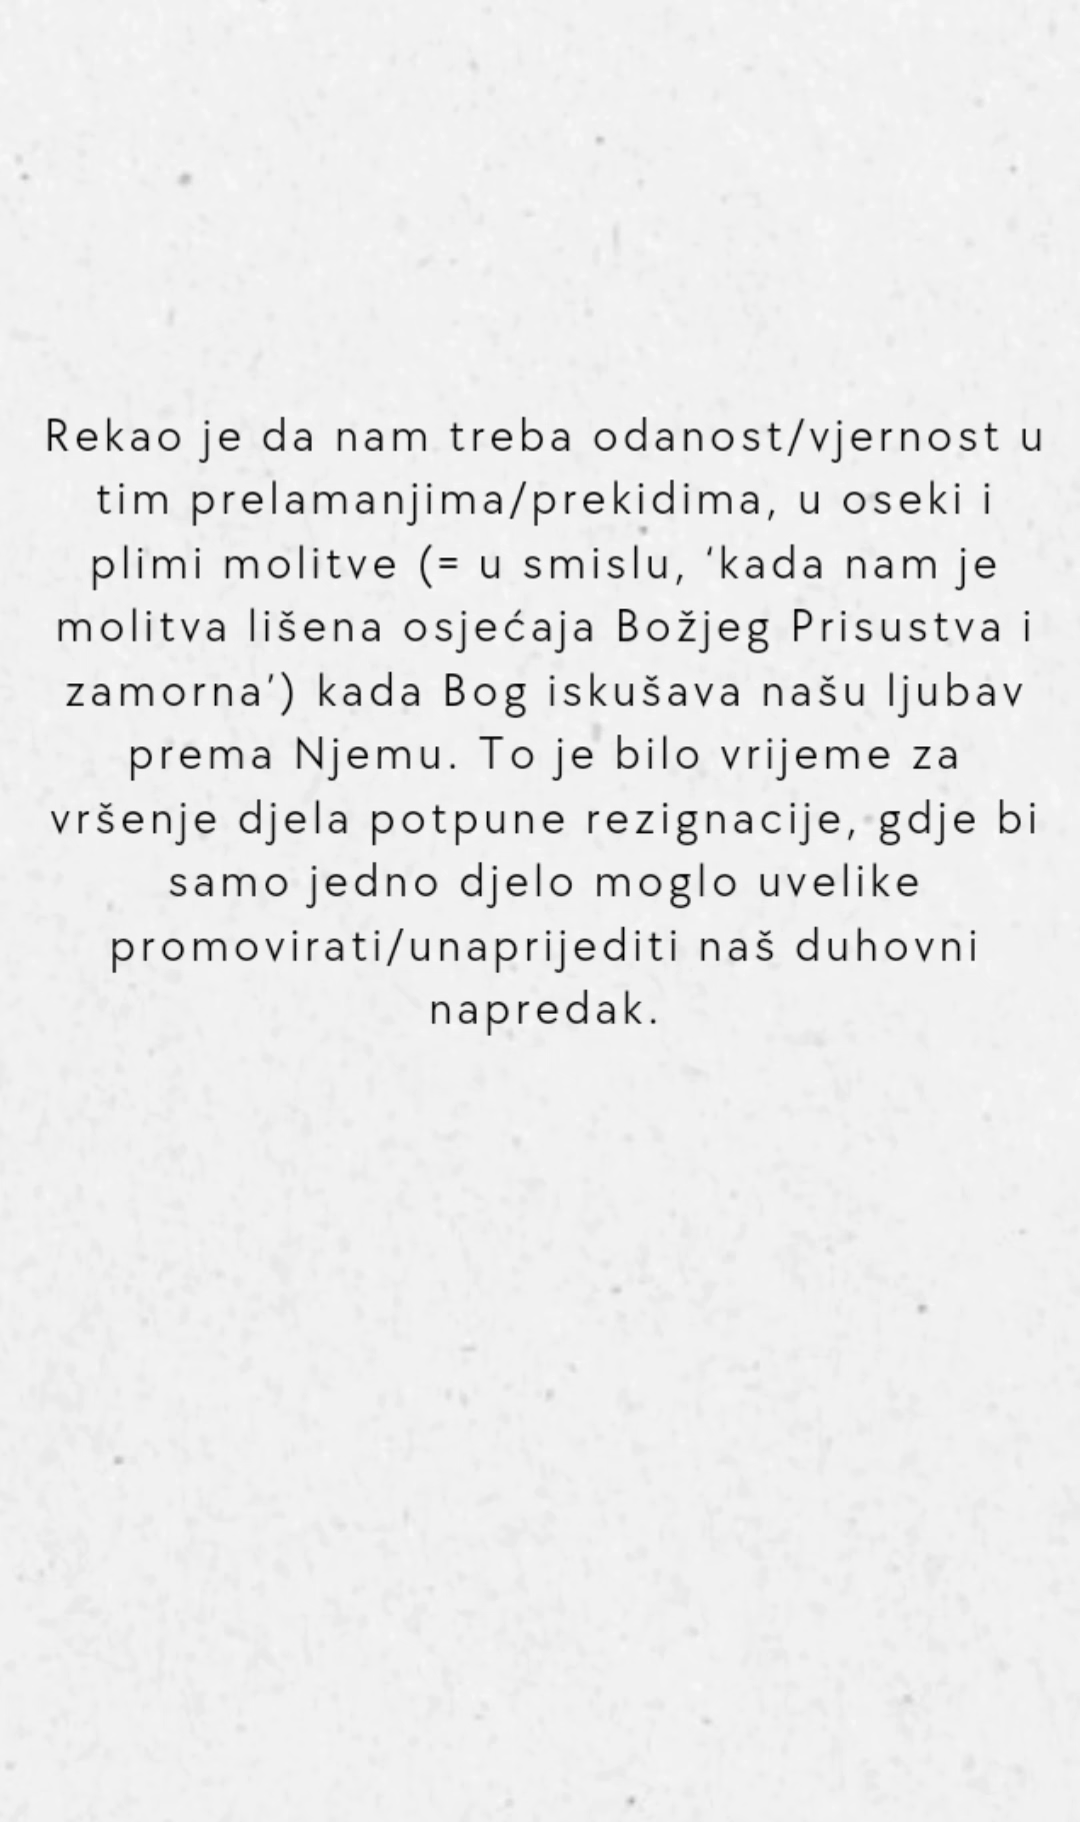 Rekao je da nam treba odanost/vjernost u
tim prelamanjima/prekidima, u oseki i
plimi molitve (= u smislu, ‘kada nam je
molitva lišena osjećaja Božjeg Prisustva i
zamorna’) kada Bog iskušava našu ljubav
prema Njemu. To je bilo vrijeme za
vršenje djela potpune rezignacije, gdje bi
samo jedno djelo moglo uvelike
promovirati/unaprijediti naš duhovni
napredak.